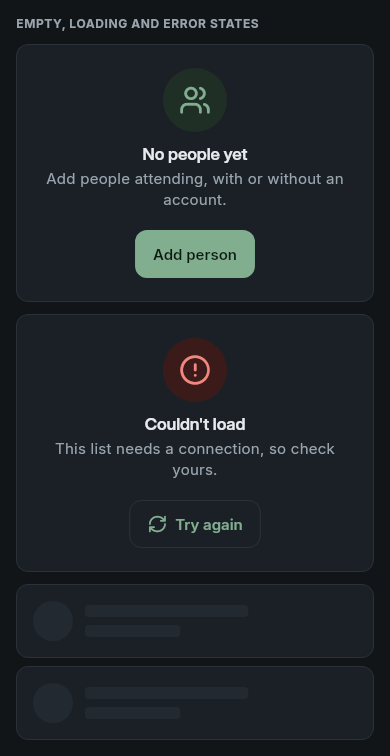 EMPTY, LOADING AND ERROR STATES
No people yet
Add people attending, with or without an
account.
Add person
Couldn't load
This list needs a connection, so check
yours.
Try again